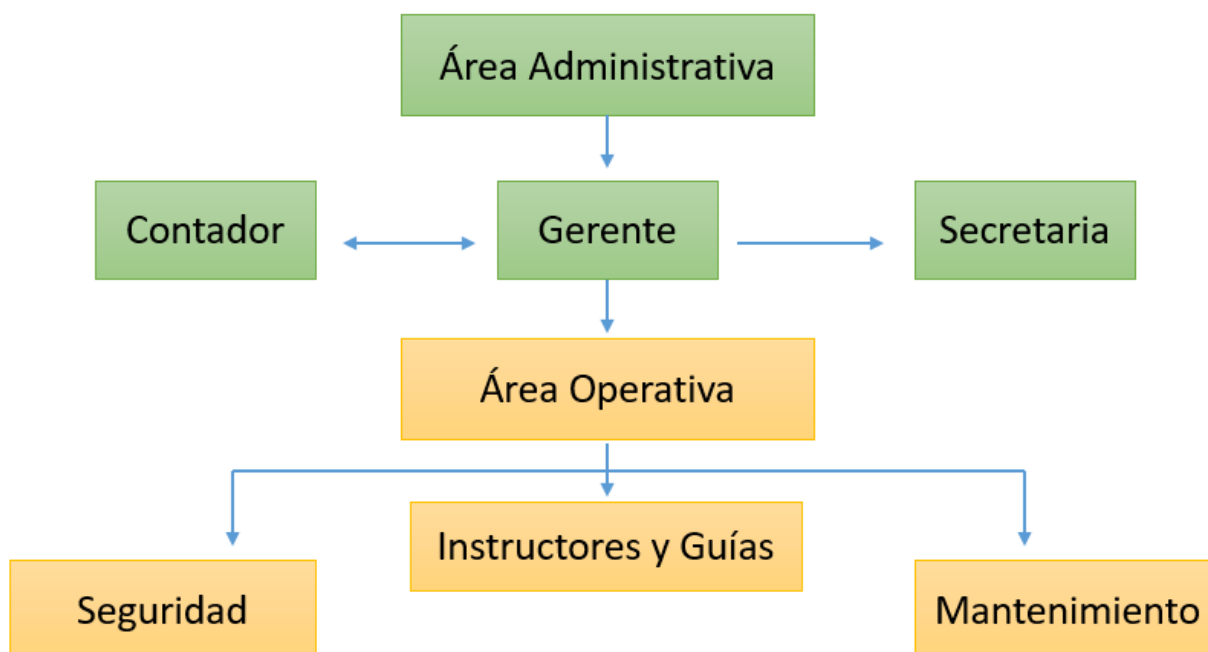 Área Administrativa
Contador
Gerente
Secretaria
Área Operativa
Instructores y Guías
Seguridad
Mantenimiento